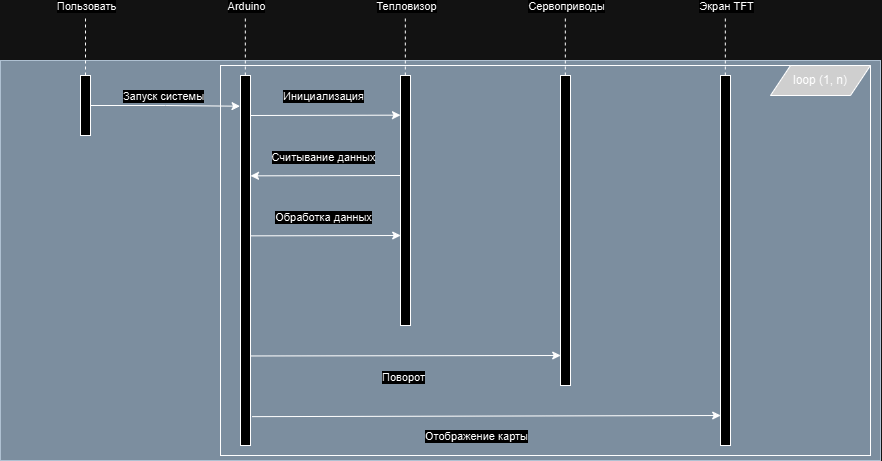 Пользовать
Arduino
Тепловизор
Сервоприводы
Экран TFT
loop (1, n)
Запуск системы
Инициализация
Считывание данных
Обработка данных
Поворот
Отображение карты